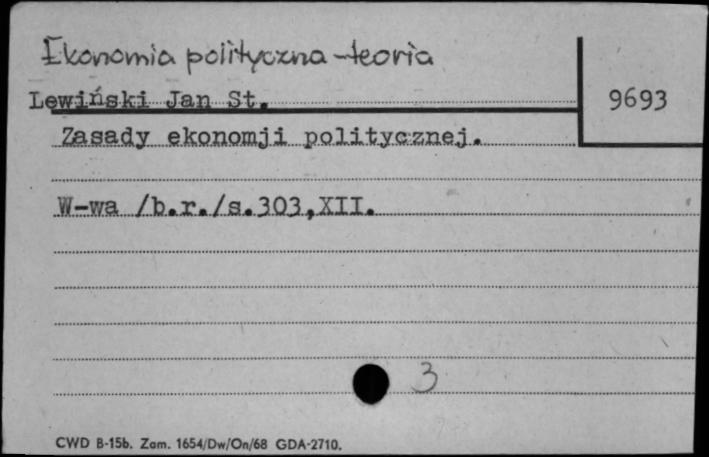 Ekonomia polityczna - teoria
Lewiński Jan St.
9693
Zasady ekonomji politycznej.
W-wa /b.r./s.303,XII.
3
CWD B-15b. Zam. 1654/Dw/On/68 GDA-2710.